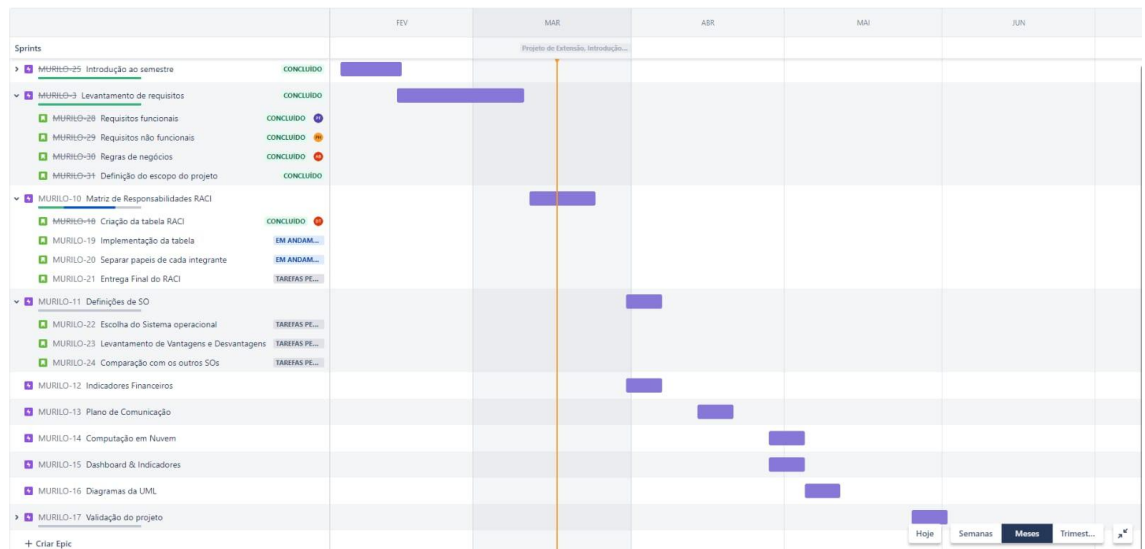 FEV MAR ABR MAI JUN
Sprints
Projeto de Extensão, Introdução...
MURILO-25 Introdução ao semestre CONCLUÍDO
MURILO-3 Levantamento de requisitos CONCLUÍDO
MURILO-28 Requisitos funcionais CONCLUÍDO
MURILO-29 Requisitos não funcionais CONCLUÍDO
MURILO-30 Regras de negócios CONCLUÍDO
MURILO-31 Definição do escopo do projeto CONCLUÍDO
MURILO-10 Matriz de Responsabilidades RACI
MURILO-18 Criação da tabela RACI CONCLUÍDO
MURILO-19 Implementação da tabela EM ANDAM...
MURILO-20 Separar papeis de cada integrante EM ANDAM...
MURILO-21 Entrega Final do RACI TAREFAS PE...
MURILO-11 Definições de SO
MURILO-22 Escolha do Sistema operacional TAREFAS PE...
MURILO-23 Levantamento de Vantagens e Desvantagens TAREFAS PE...
MURILO-24 Comparação com os outros SOs TAREFAS PE...
MURILO-12 Indicadores Financeiros
MURILO-13 Plano de Comunicação
MURILO-14 Computação em Nuvem
MURILO-15 Dashboard & Indicadores
MURILO-16 Diagramas da UML
MURILO-17 Validação do projeto
+ Criar Epic
Hoje Semanas Meses Trimest...